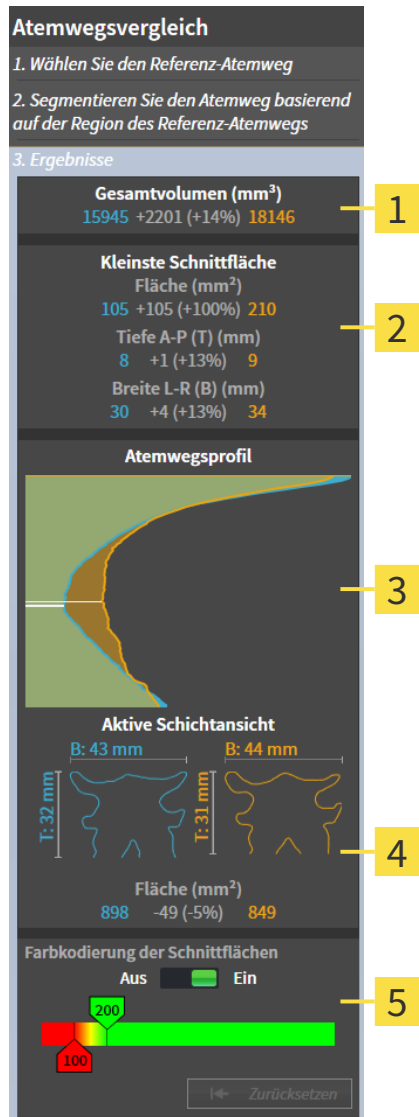 Atemwegsvergleich
1. Wählen Sie den Referenz-Atemweg
2. Segmentieren Sie den Atemweg basierend
auf der Region des Referenz-Atemwegs
3. Ergebnisse
Gesamtvolumen (mm³)
15945 +2201 (+14%) 18146
1
Kleinste Schnittfläche
Fläche (mm²)
105 +105 (+100%) 210
2
Tiefe A-P (T) (mm)
8 +1 (+13%) 9
Breite L-R (B) (mm)
30 +4 (+13%) 34
Atemwegsprofil
3
Aktive Schichtansicht
B: 43 mm B: 44 mm
T: 32 mm T: 31 mm
4
Fläche (mm²)
898 -49 (-5%) 849
Farbkodierung der Schnittflächen
Aus Ein
5
200
100
Zurücksetzen